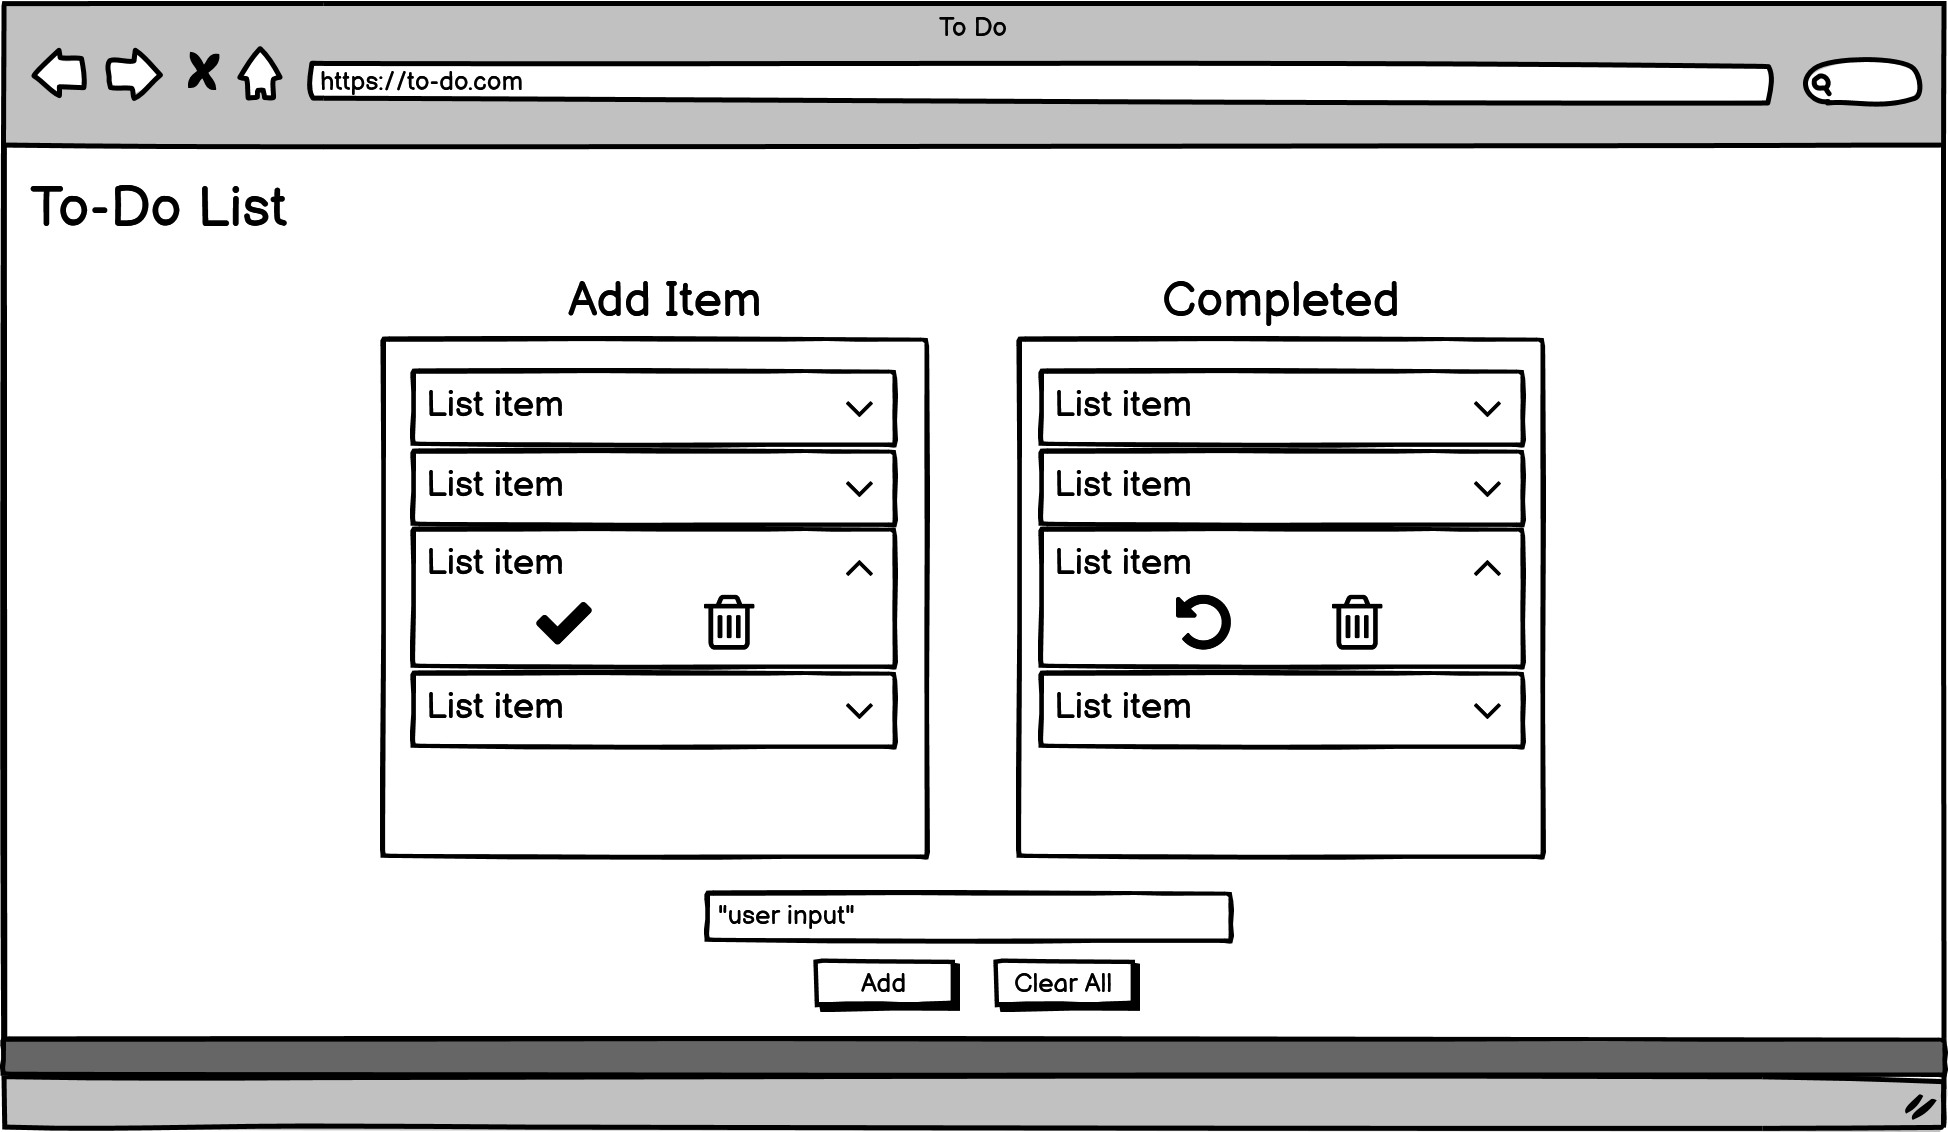 To Do
https://to-do.com
To-Do List
Add Item
List item
List item
List item
List item
Completed
List item
List item
List item
List item
"user input"
Add
Clear All